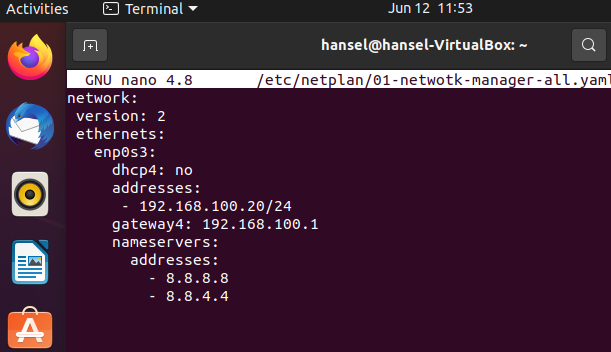 Activities Terminal Jun 12 11:53
hansel@hansel-VirtualBox: ~
GNU nano 4.8 /etc/netplan/01-netwotk-manager-all.yaml
network:
version: 2
ethernets:
enp0s3:
dhcp4: no
addresses:
- 192.168.100.20/24
gateway4: 192.168.100.1
nameservers:
addresses:
- 8.8.8.8
- 8.8.4.4